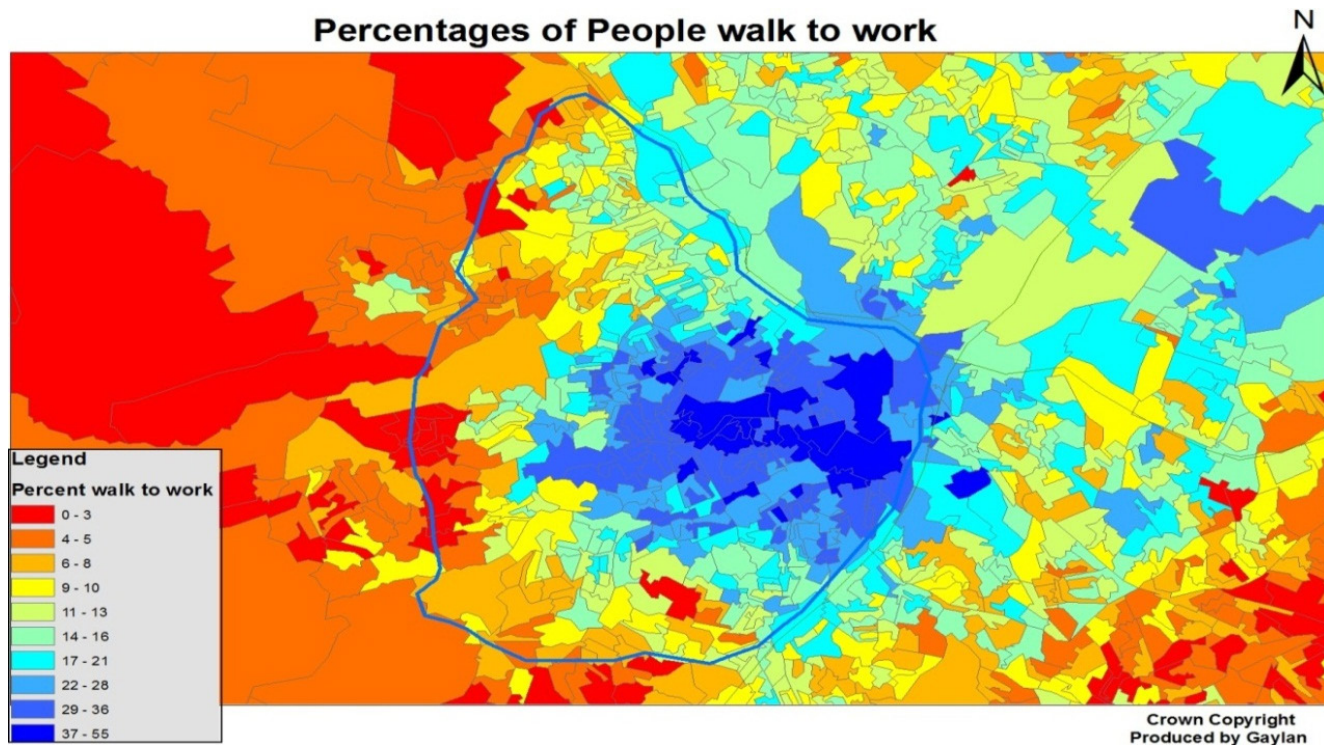 Percentages of People walk to work
N
Legend
Percent walk to work
0 - 3
4 - 5
6 - 8
9 - 10
11 - 13
14 - 16
17 - 21
22 - 28
29 - 36
37 - 55
Crown Copyright
Produced by Gaylan